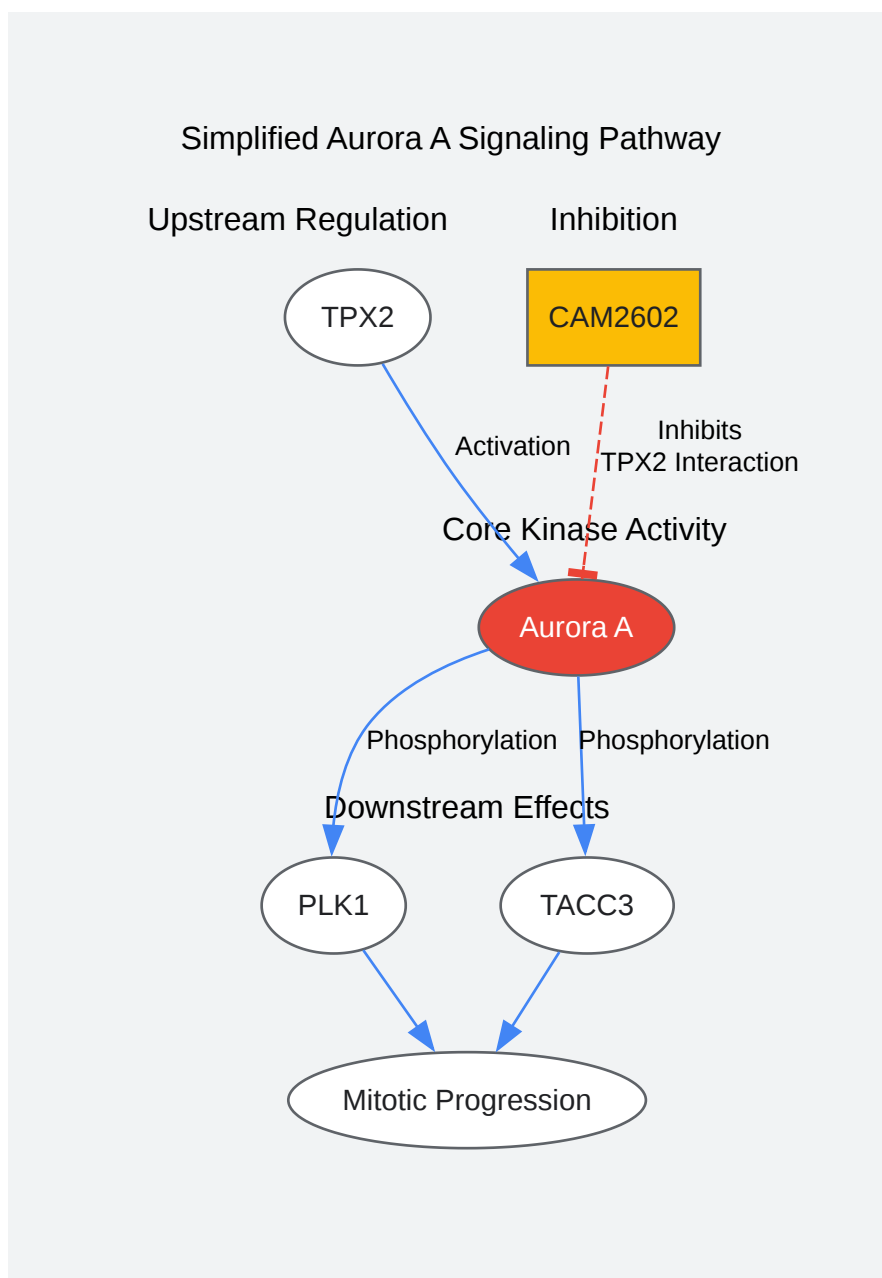 Simplified Aurora A Signaling Pathway
Upstream Regulation
Inhibition
TPX2
CAM2602
Activation
Inhibits
TPX2 Interaction
Core Kinase Activity
Aurora A
Phosphorylation
Phosphorylation
Downstream Effects
PLK1
TACC3
Mitotic Progression